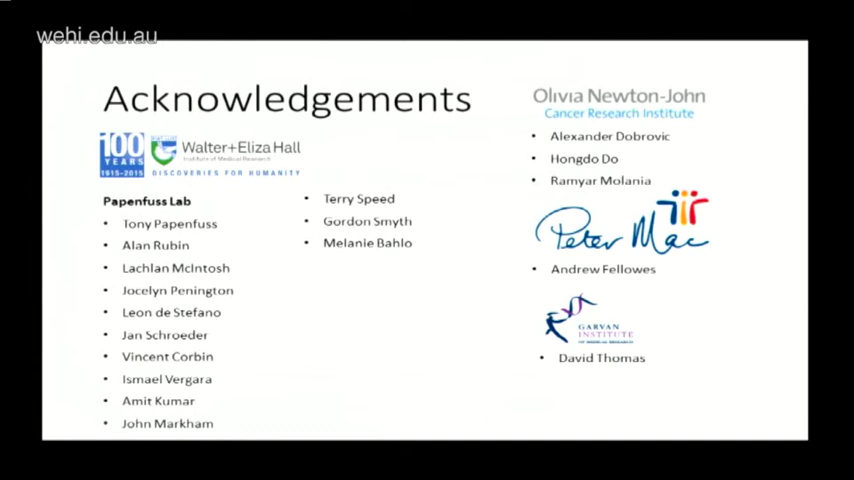 wehi.edu.au
Acknowledgements
100
YEARS
1915-2015
Walter+Eliza Hall
Institute of Medical Research
DISCOVERIES FOR HUMANITY
Papenfuss Lab
• Tony Papenfuss
• Alan Rubin
• Lachlan McIntosh
• Jocelyn Penington
• Leon de Stefano
• Jan Schroeder
• Vincent Corbin
• Ismael Vergara
• Amit Kumar
• John Markham
• Terry Speed
• Gordon Smyth
• Melanie Bahlo
Olivia Newton-John
Cancer Research Institute
• Alexander Dobrovic
• Hongdo Do
• Ramyar Molania
Peter Mac
• Andrew Fellowes
GARVAN
INSTITUTE
OF MEDICAL RESEARCH
• David Thomas